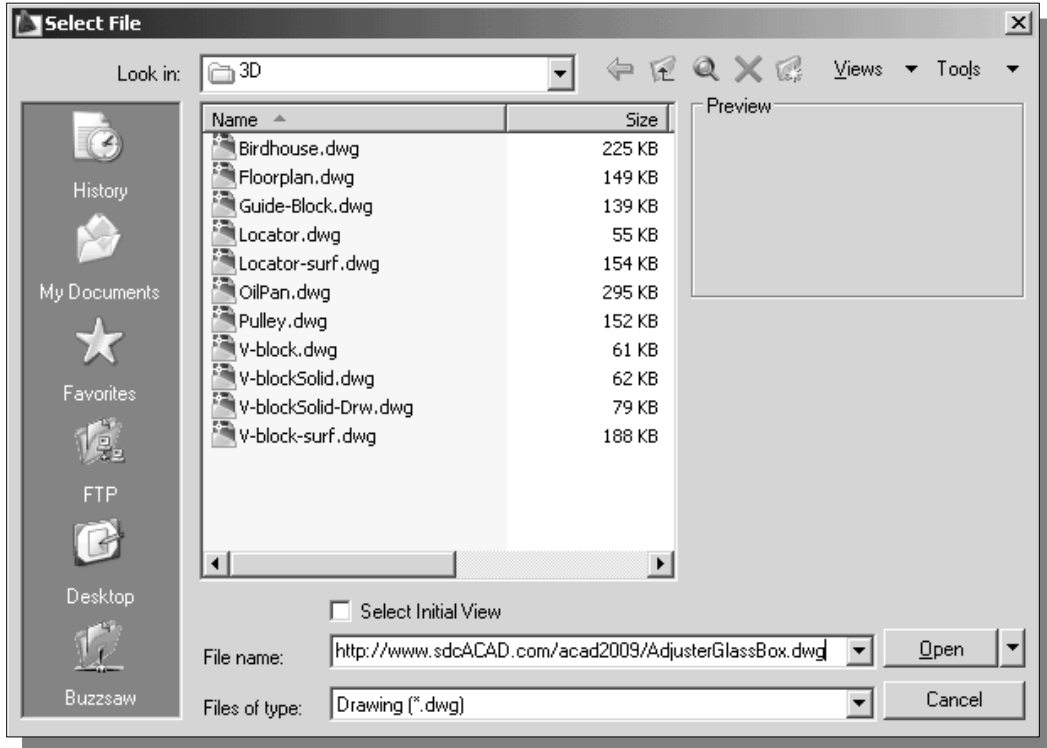 Select File
Look in: 3D Views Tools
Name Size
Birdhouse.dwg 225 KB
Floorplan.dwg 149 KB
Guide-Block.dwg 139 KB
Locator.dwg 55 KB
Locator-surf.dwg 154 KB
OilPan.dwg 295 KB
Pulley.dwg 152 KB
V-block.dwg 61 KB
V-blockSolid.dwg 62 KB
V-blockSolid-Drw.dwg 79 KB
V-block-surf.dwg 188 KB
Preview
History
My Documents
Favorites
FTP
Desktop
Buzzsaw
Select Initial View
File name: http://www.sdcACAD.com/acad2009/AdjusterGlassBox.dwg Open
Files of type: Drawing (*.dwg) Cancel